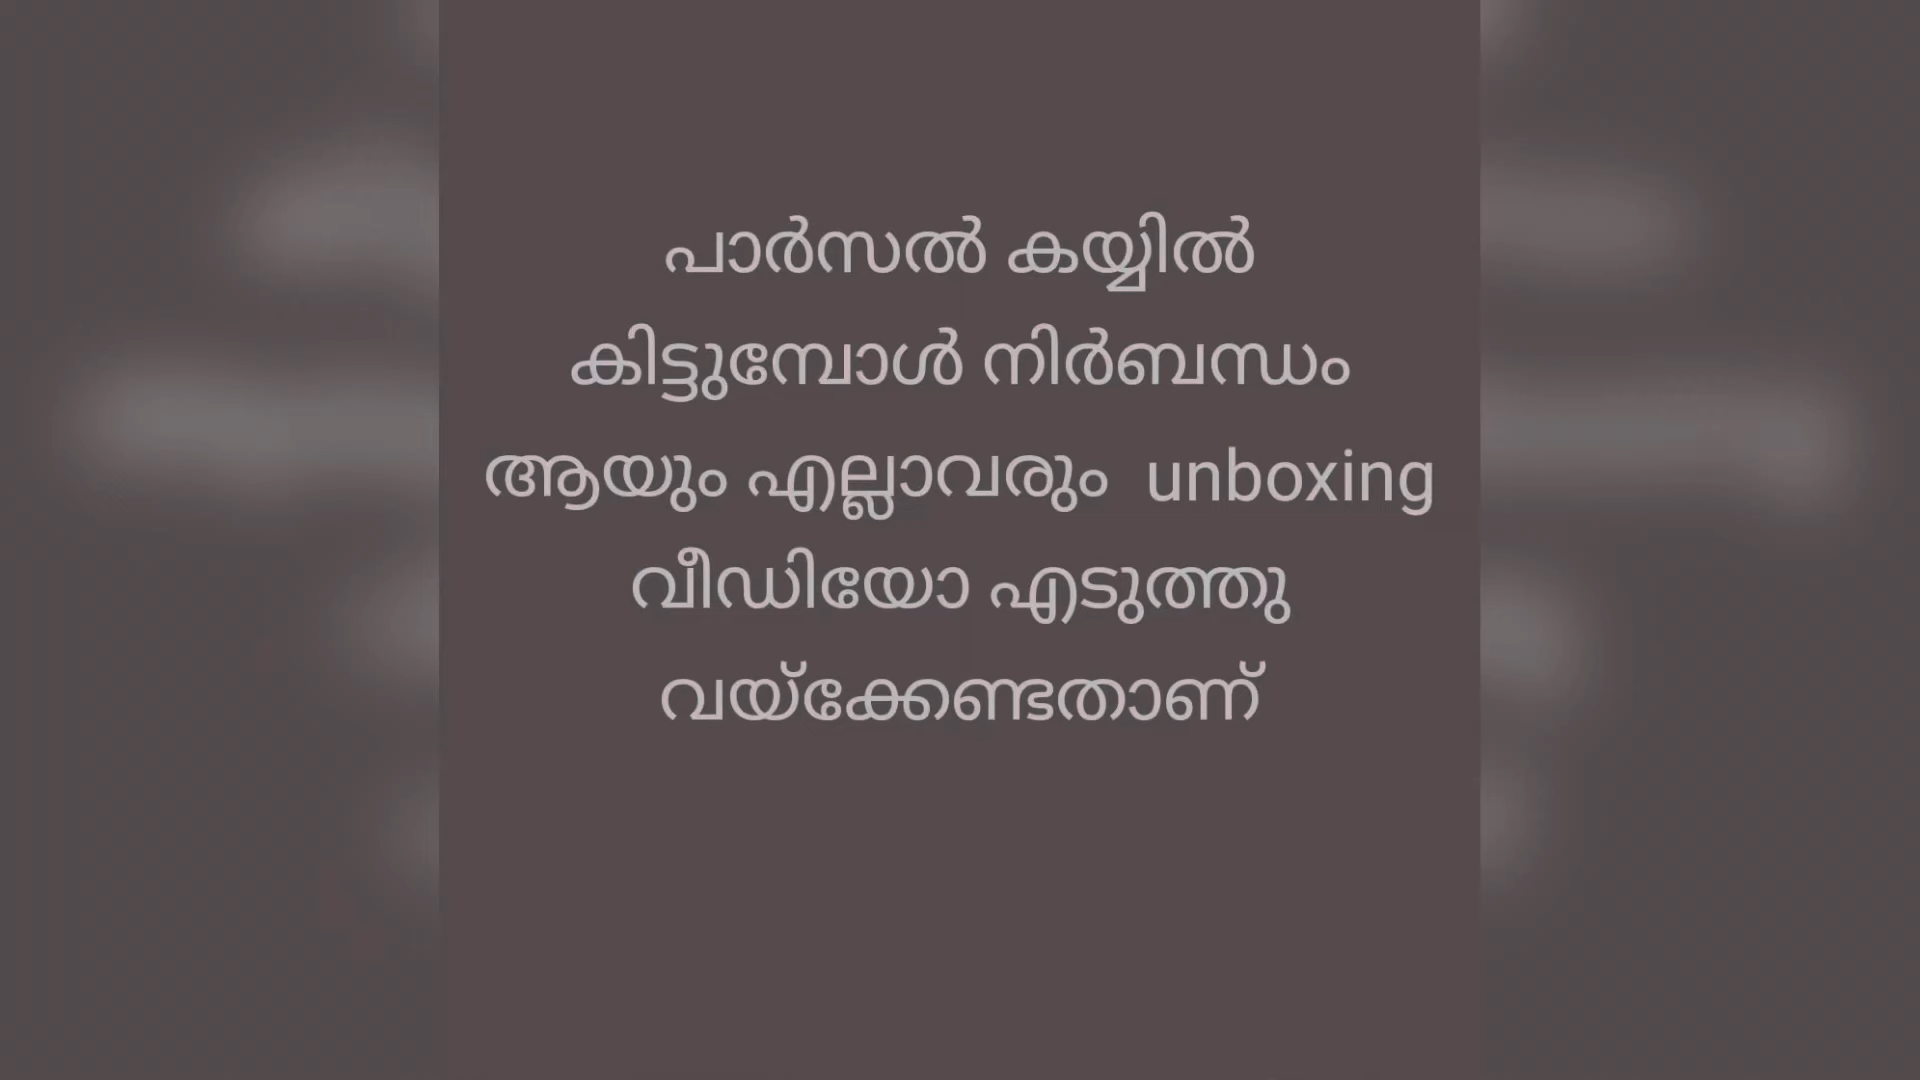 പാർസൽ കയ്യിൽ
കിട്ടുമ്പോൾ നിർബന്ധം
ആയും എല്ലാവരും  unboxing
വീഡിയോ എടുത്തു
വയ്ക്കേണ്ടതാണ്